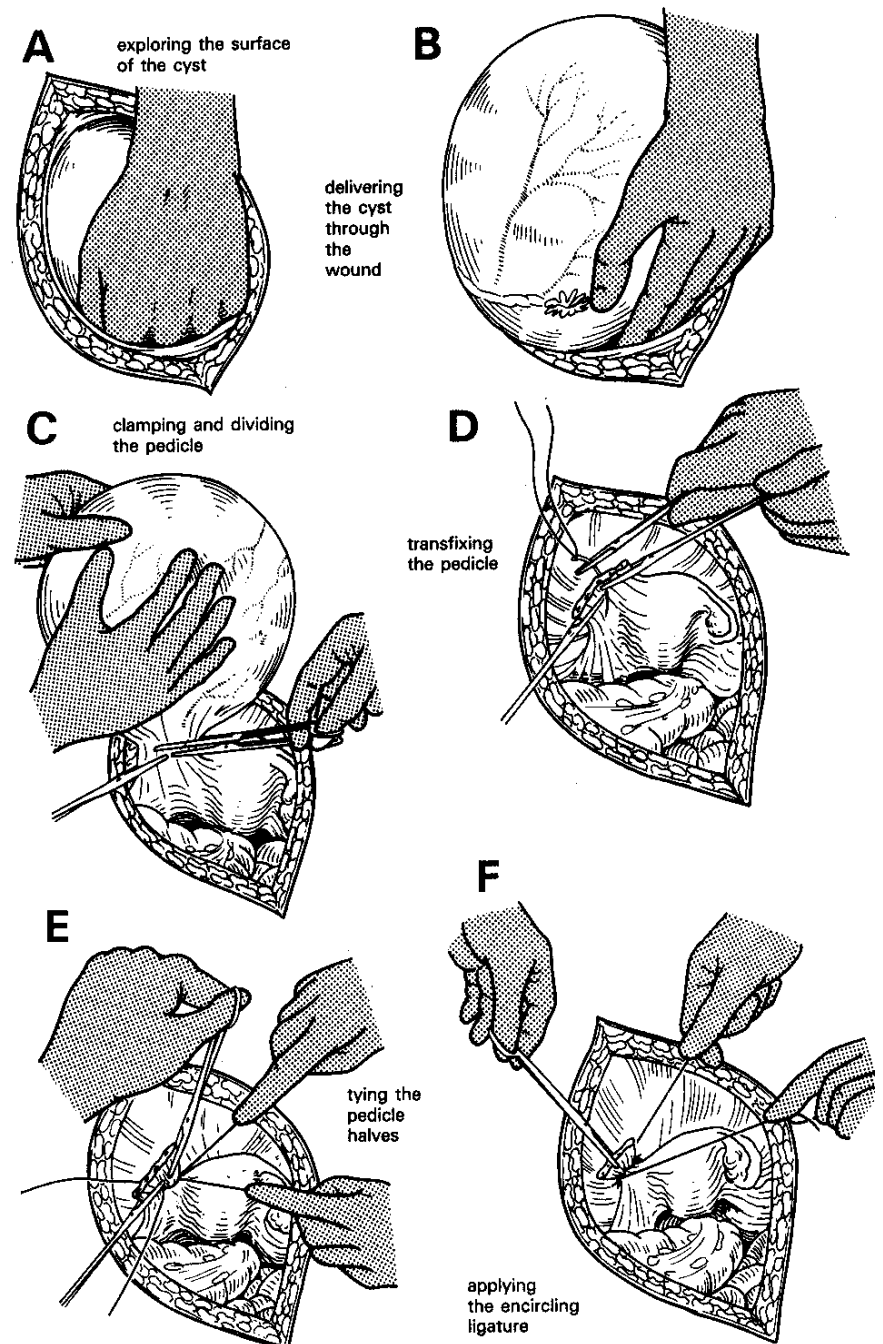 A
exploring the surface
of the cyst
B
delivering
the cyst
through
the
wound
C
clamping and dividing
the pedicle
D
transfixing
the pedicle
E
tying the
pedicle
halves
F
applying
the encircling
ligature